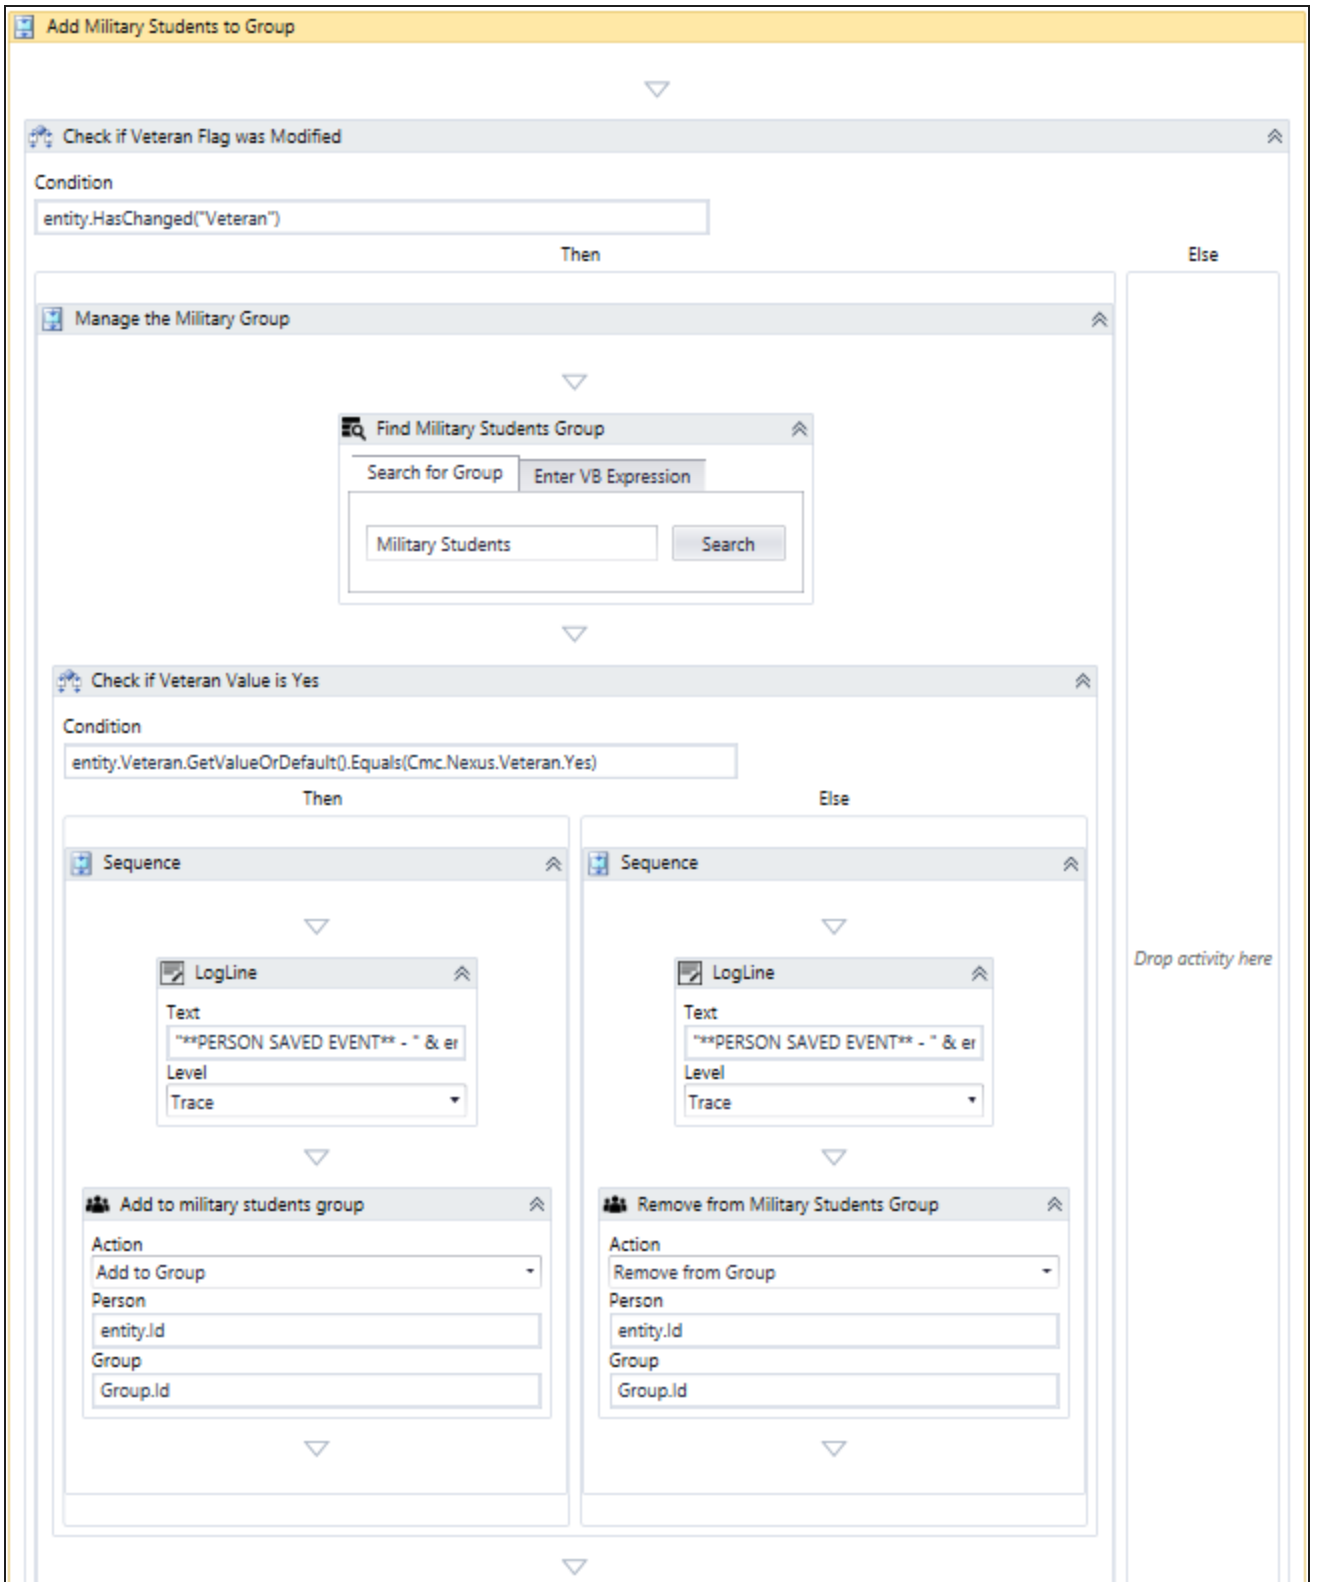 Add Military Students to Group
Check if Veteran Flag was Modified
Condition
entity.HasChanged("Veteran")
Then Else
Manage the Military Group
Find Military Students Group
Search for Group Enter VB Expression
Military Students Search
Check if Veteran Value is Yes
Condition
entity.Veteran.GetValueOrDefault().Equals(Cmc.Nexus.Veteran.Yes)
Then Else
Sequence Sequence
Drop activity here
LogLine LogLine
Text Text
"**PERSON SAVED EVENT** - " & er "**PERSON SAVED EVENT** - " & er
Level Level
Trace Trace
Add to military students group Remove from Military Students Group
Action Action
Add to Group Remove from Group
Person Person
entity.Id entity.Id
Group Group
Group.Id Group.Id